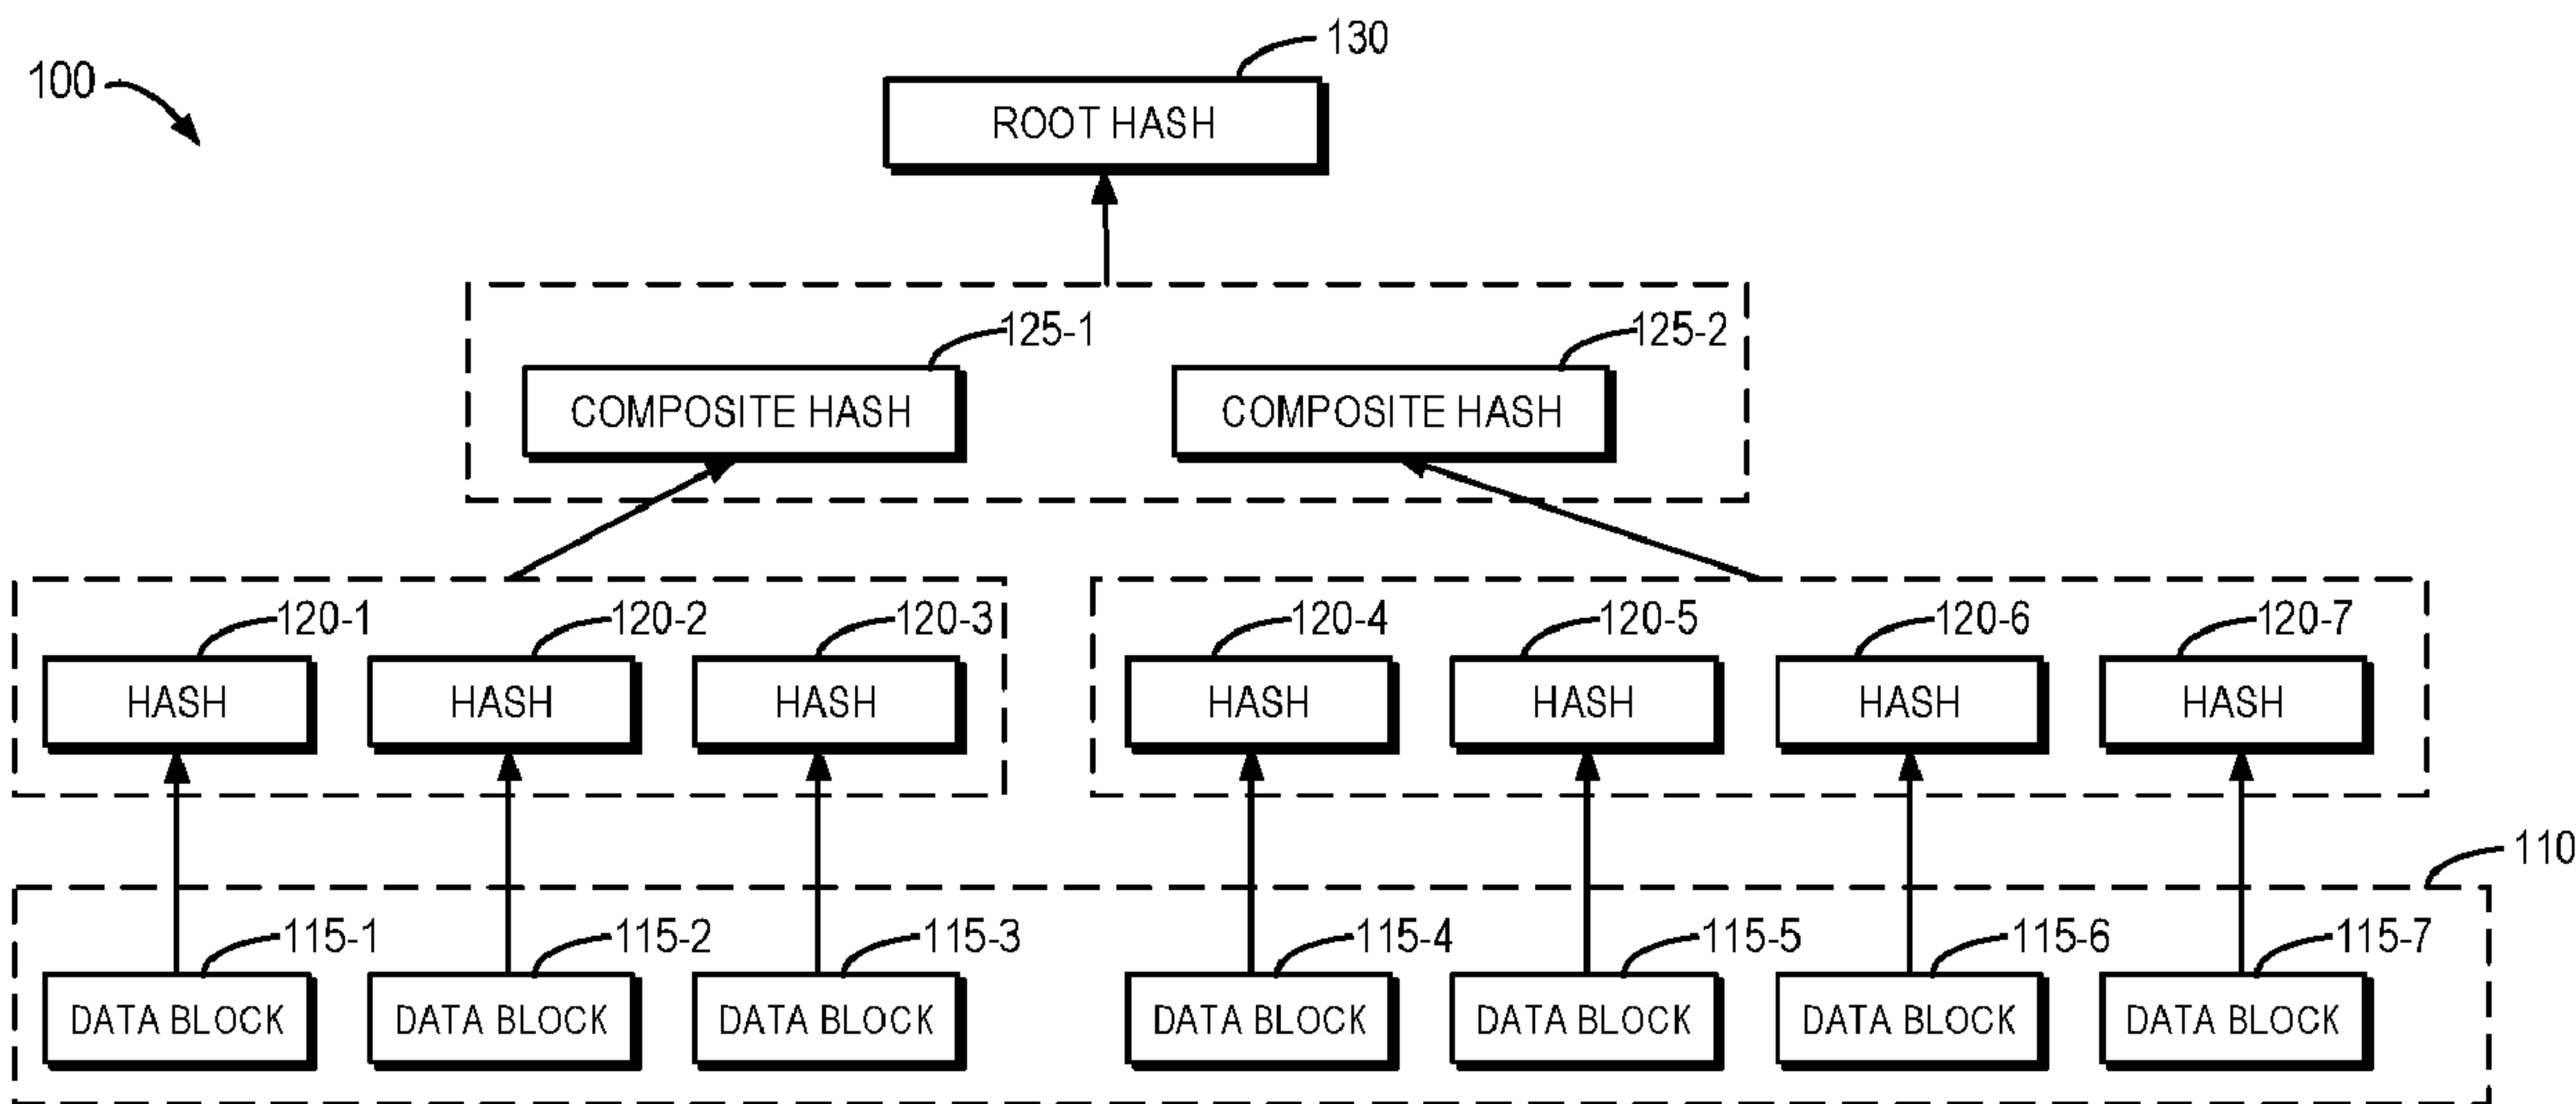 130
100
ROOT HASH
125-1 125-2
COMPOSITE HASH COMPOSITE HASH
120-1 120-2 120-3 120-4 120-5 120-6 120-7
HASH HASH HASH HASH HASH HASH HASH
110
115-1 115-2 115-3 115-4 115-5 115-6 115-7
DATA BLOCK DATA BLOCK DATA BLOCK DATA BLOCK DATA BLOCK DATA BLOCK DATA BLOCK